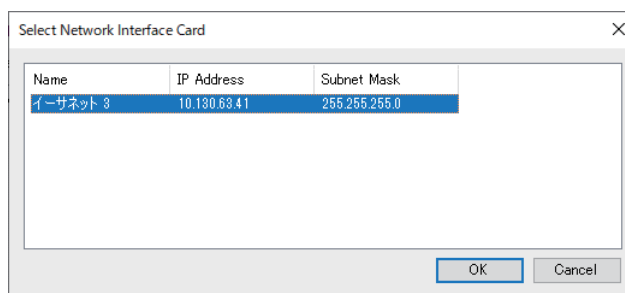 Select Network Interface Card
Name IP Address Subnet Mask
イーサネット 3 10.130.63.41 255.255.255.0
OK Cancel